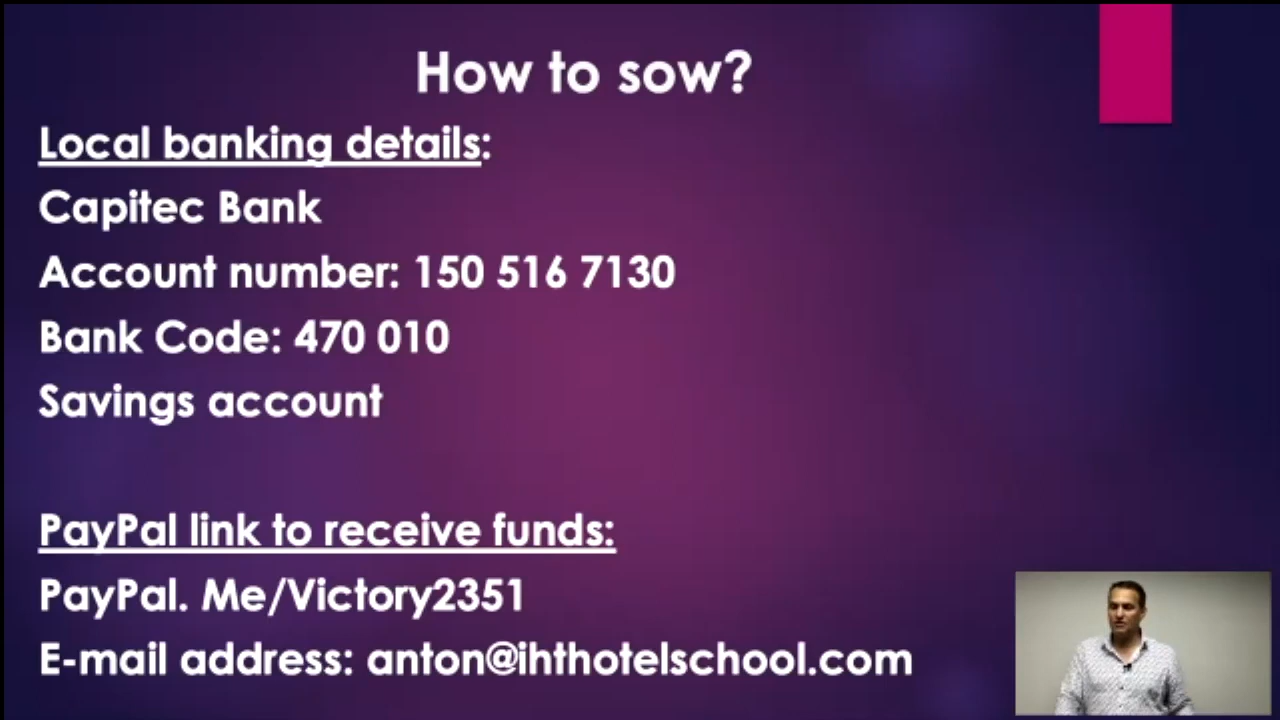 How to sow?
Local banking details:
Capitec Bank
Account number: 150 516 7130
Bank Code: 470 010
Savings account
PayPal link to receive funds:
PayPal. Me/Victory2351
E-mail address: anton@ihthotelschool.com